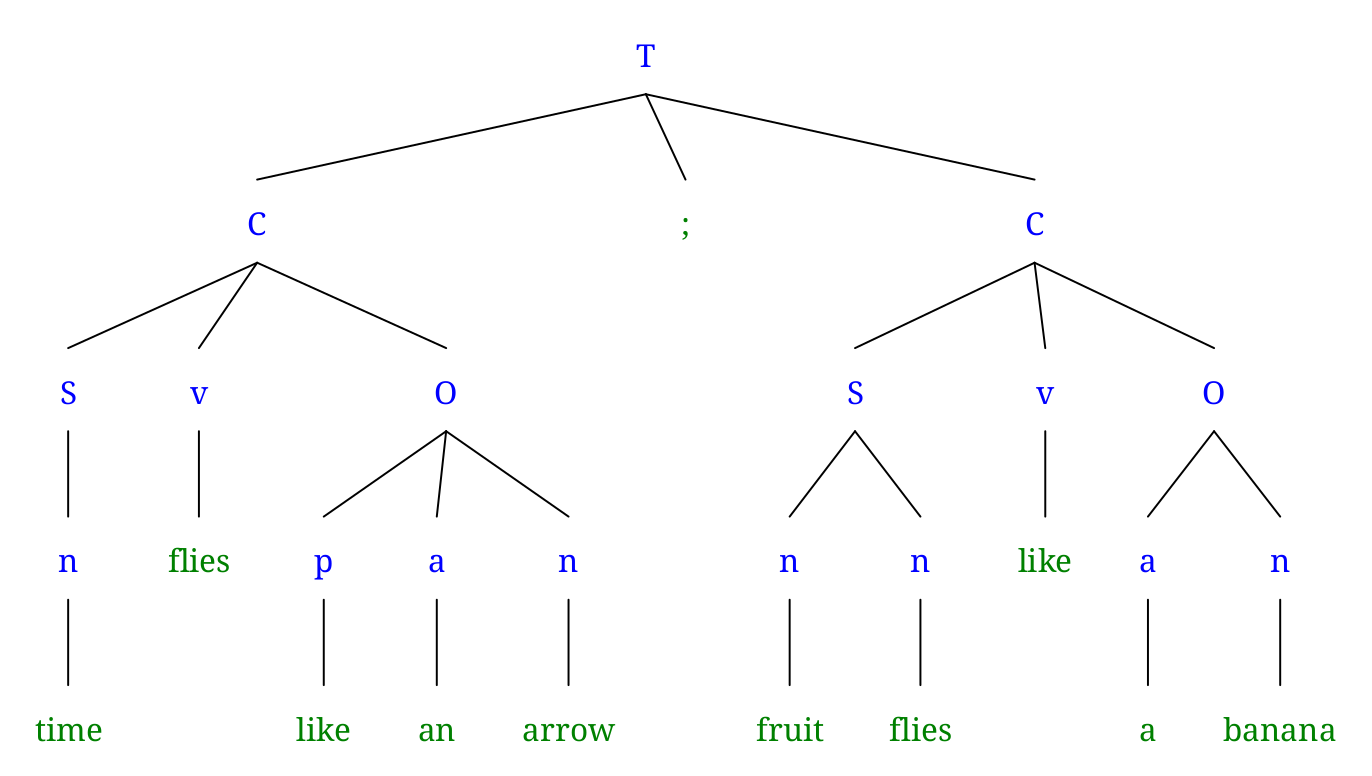 T
C ; C
S v O S v O
n flies p a n n n like a n
time like an arrow fruit flies a banana